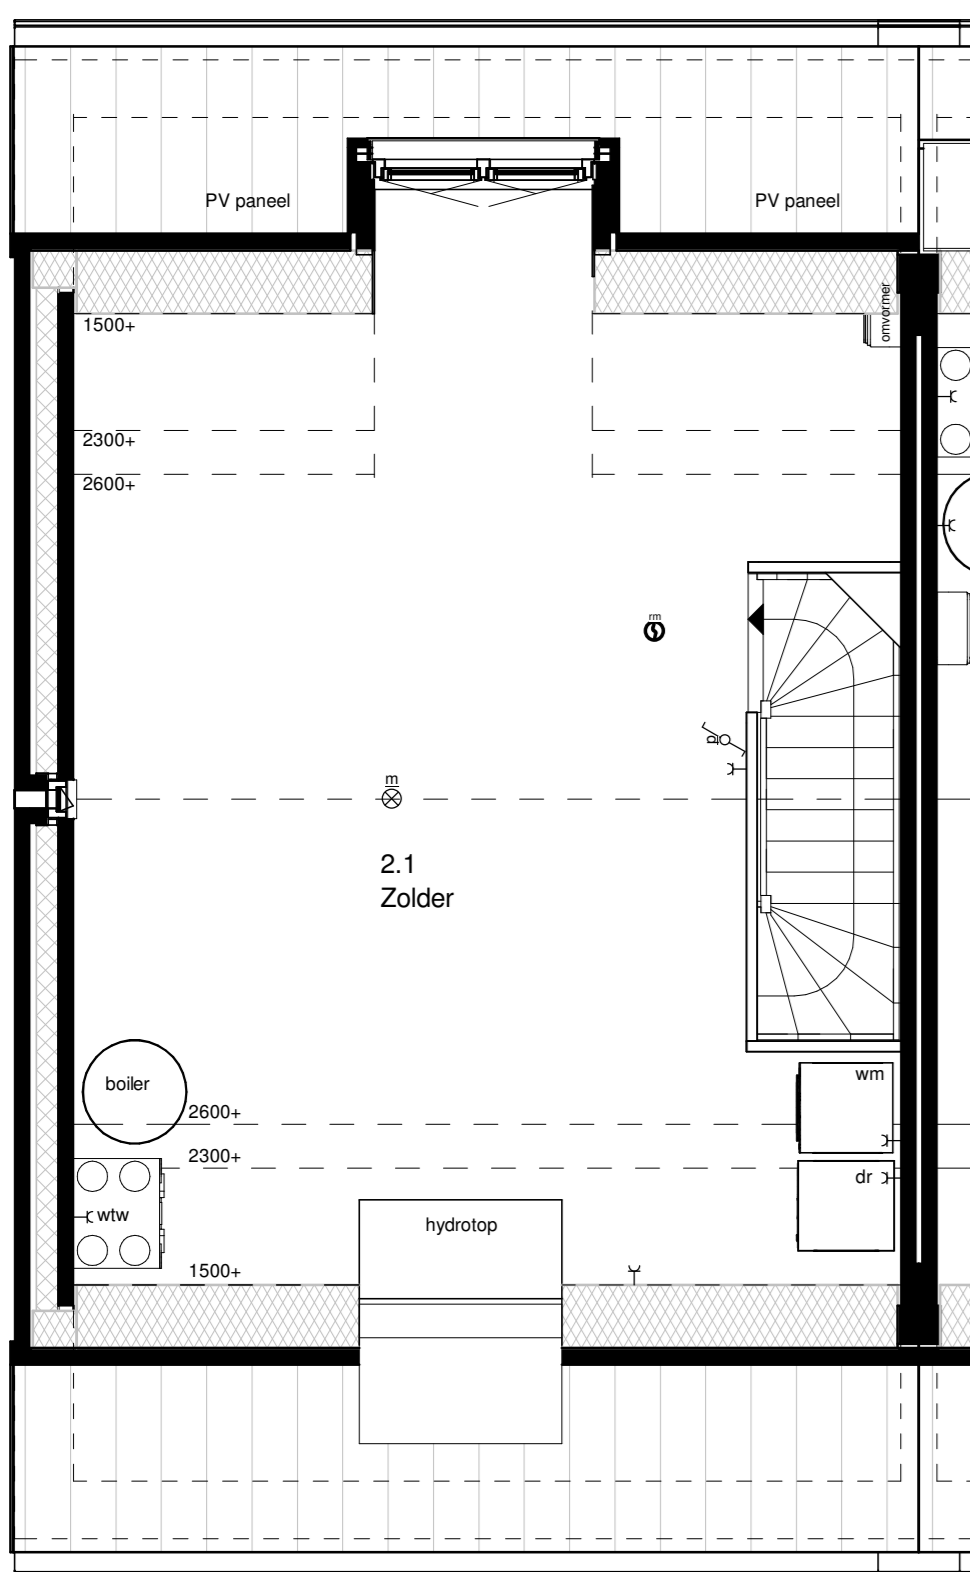 PV paneel
PV paneel
omvormer
1500+
2300+
2600+
rm
p
m
2.1
Zolder
boiler
wm
2600+
2300+
dr
wtw
hydrotop
1500+